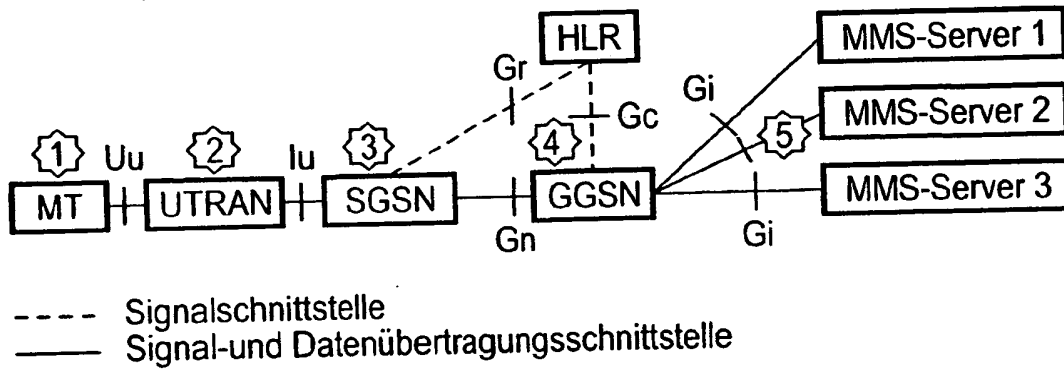 HLR
MMS-Server 1
Gr
Gi
MMS-Server 2
Gc
1
2
3
4
5
Uu
Iu
MT
UTRAN
SGSN
GGSN
MMS-Server 3
Gn
Gi
Signalschnittstelle
Signal-und Datenübertragungsschnittstelle